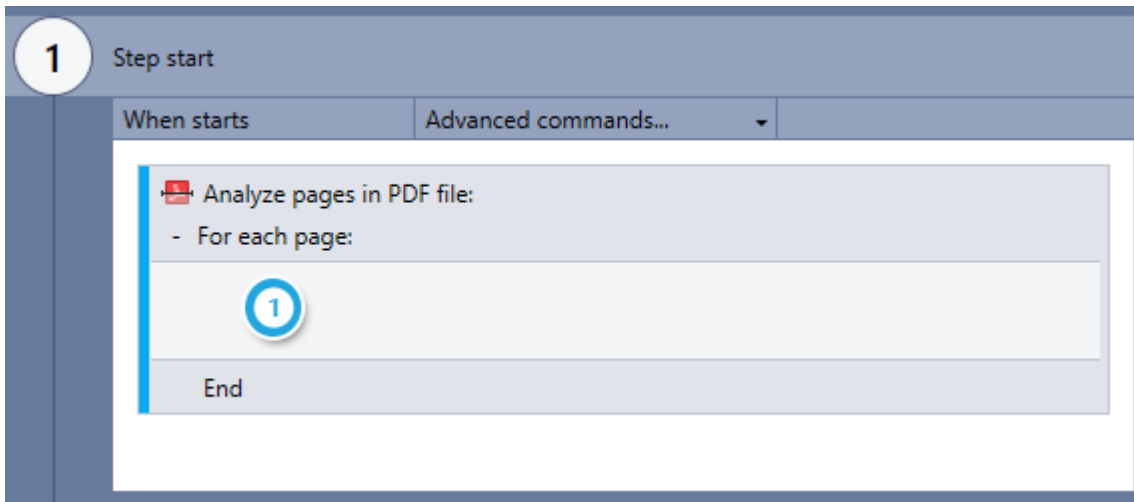 1
Step start
When starts Advanced commands...
Analyze pages in PDF file:
- For each page:
1
End